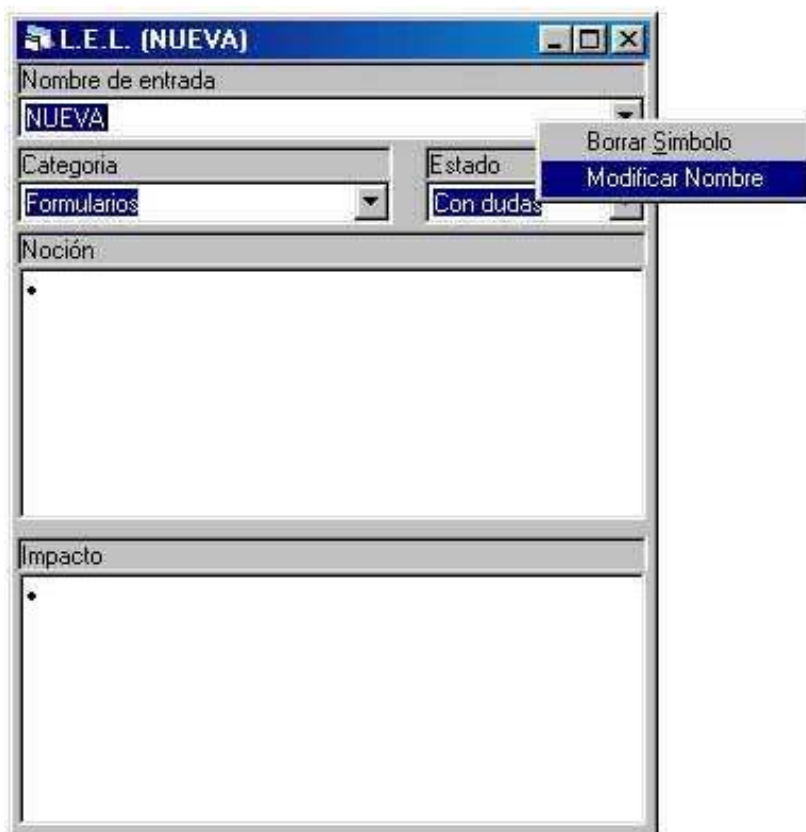 L.E.L. (NUEVA)
Nombre de entrada
NUEVA
Borrar Simbolo
Modificar Nombre
Categoria
Estado
Formularios
Con dudas
Noción
•
Impacto
•